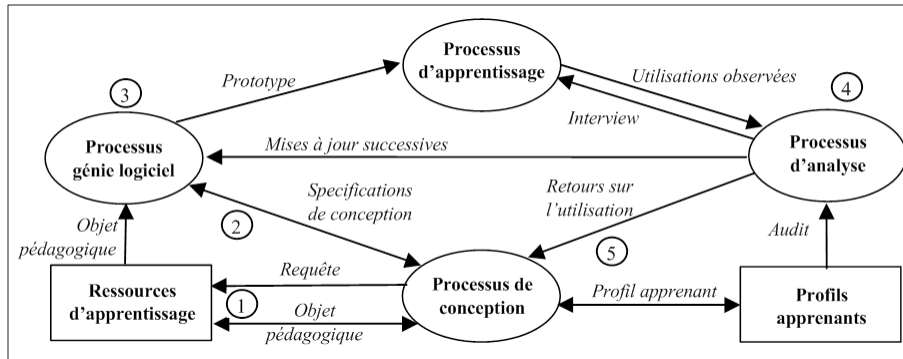 Processus
d'apprentissage
Prototype
Utilisations observées
Interview
3
4
Processus
génie logiciel
Mises à jour successives
Processus
d'analyse
Specifications
de conception
Retours sur
l'utilisation
2
5
Objet
pédagogique
Audit
Requête
Ressources
d'apprentissage
1
Objet
pédagogique
Processus de
conception
Profil apprenant
Profils
apprenants